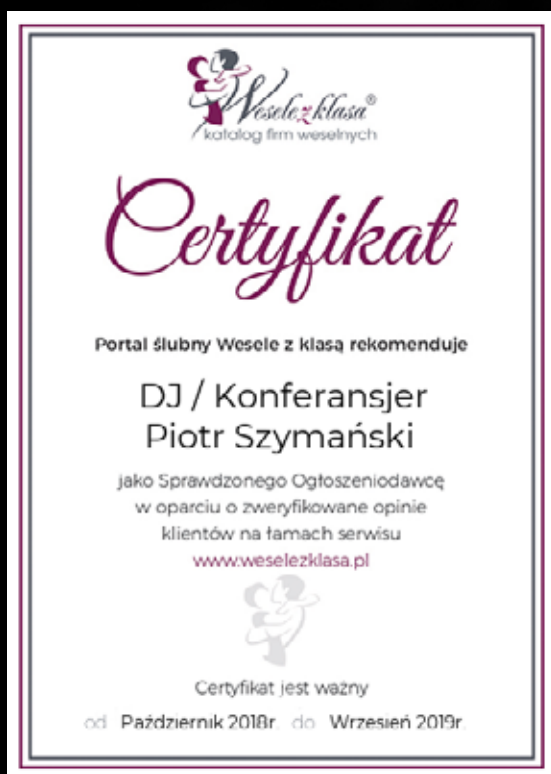 Weselezklasa®
katalog firm weselnych
Certyfikat
Portal ślubny Wesele z klasą rekomenduje
DJ / Konferansjer
Piotr Szymański
jako Sprawdzonego Ogłoszeniodawcę
w oparciu o zweryfikowane opinie
klientów na łamach serwisu
www.weselezklasa.pl
Certyfikat jest ważny
od Październik 2018r. do Wrzesień 2019r.